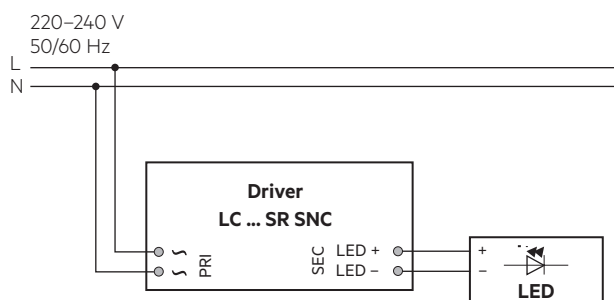 220–240 V
50/60 Hz
L
N
Driver
LC ... SR SNC
~
~
PRI
SEC
LED +
LED –
+
–
LED